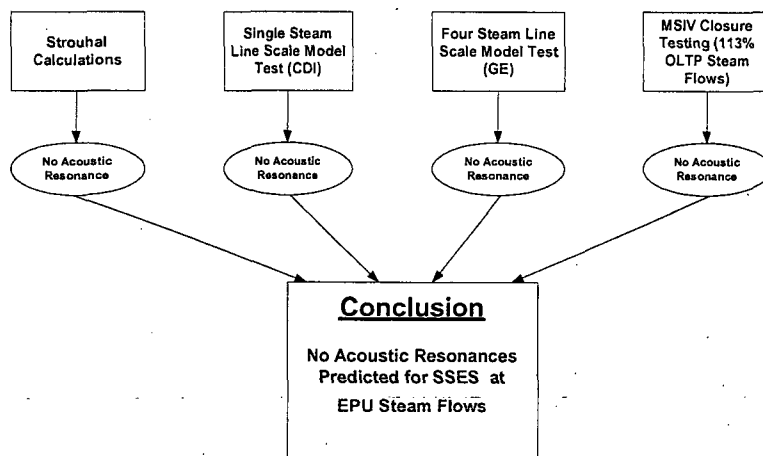 Strouhal
Calculations
Single Steam
Line Scale Model
Test (CDI)
Four Steam Line
Scale Model Test
(GE)
MSIV Closure
Testing (113%
OLTP Steam
Flows)
No Acoustic
Resonance
No Acoustic
Resonance
No Acoustic
Resonance
No Acoustic
Resonance
Conclusion
No Acoustic Resonances
Predicted for SSES at
EPU Steam Flows